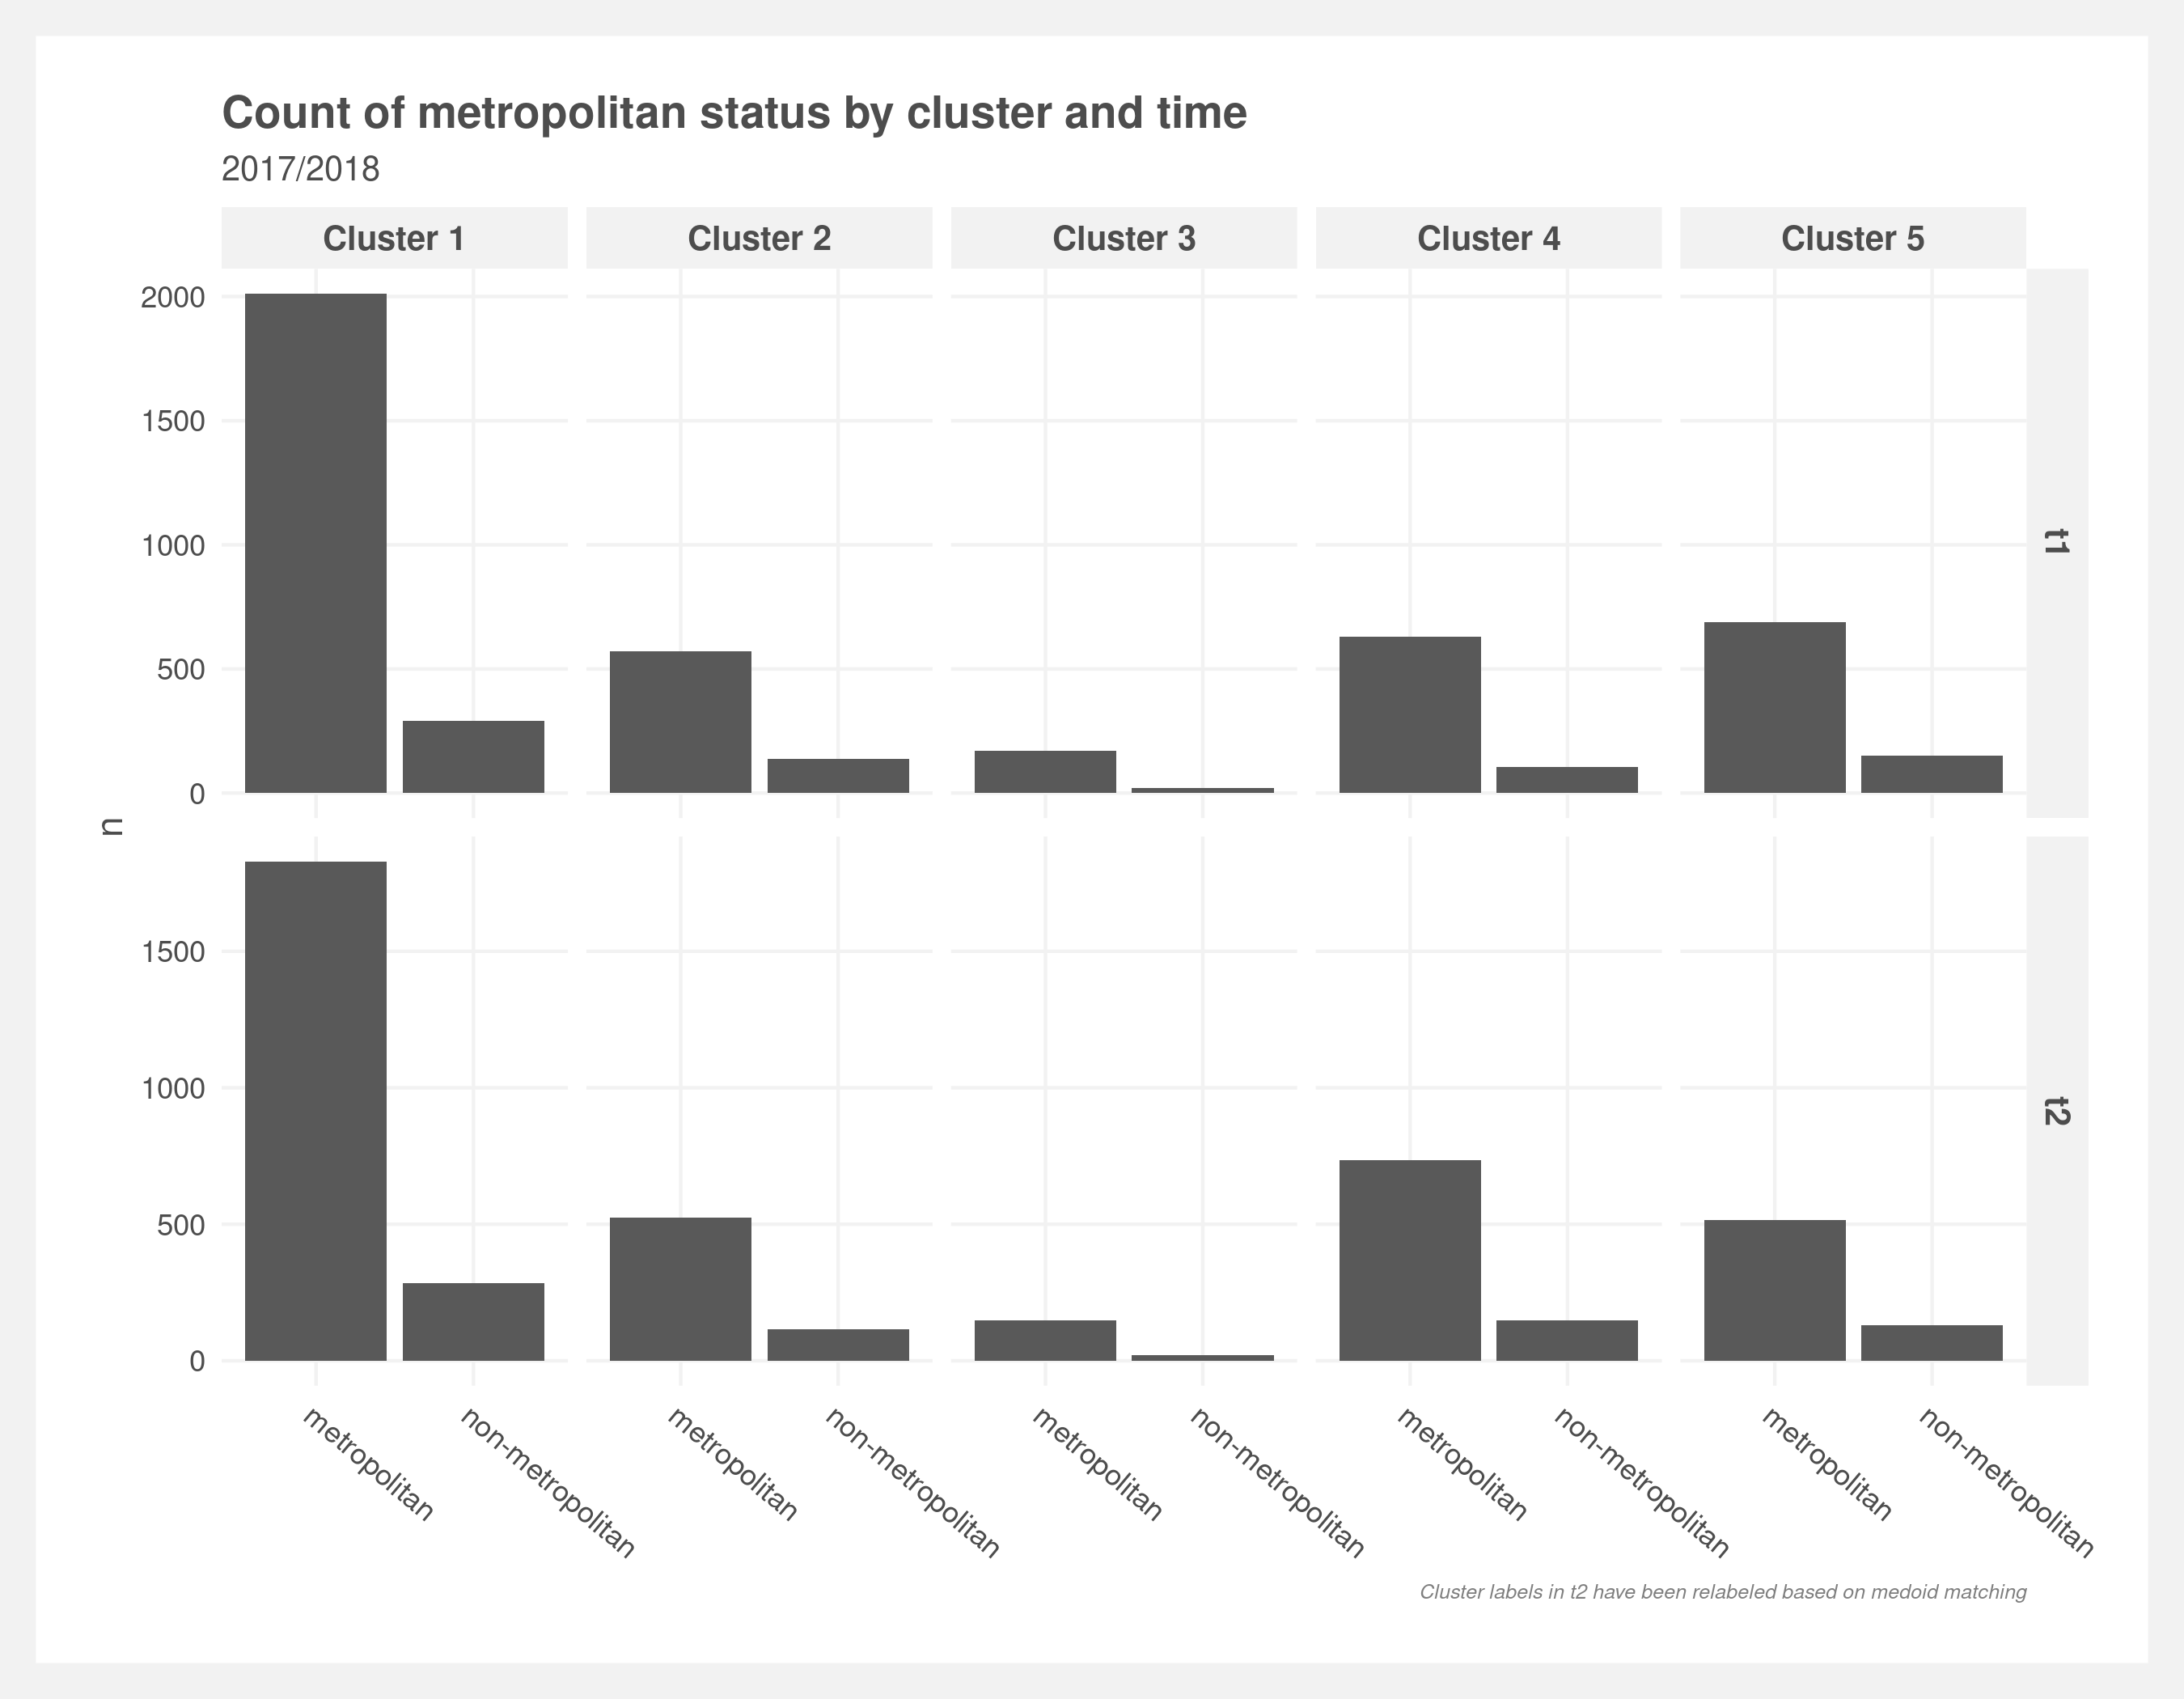 Count of metropolitan status by cluster and time
2017/2018
Cluster 1
Cluster 2
Cluster 3
Cluster 4
Cluster 5
2000
1500
1000
500
0
t1
n
1500
1000
500
0
t2
metropolitan
non-metropolitan
metropolitan
non-metropolitan
metropolitan
non-metropolitan
metropolitan
non-metropolitan
metropolitan
non-metropolitan
Cluster labels in t2 have been relabeled based on medoid matching